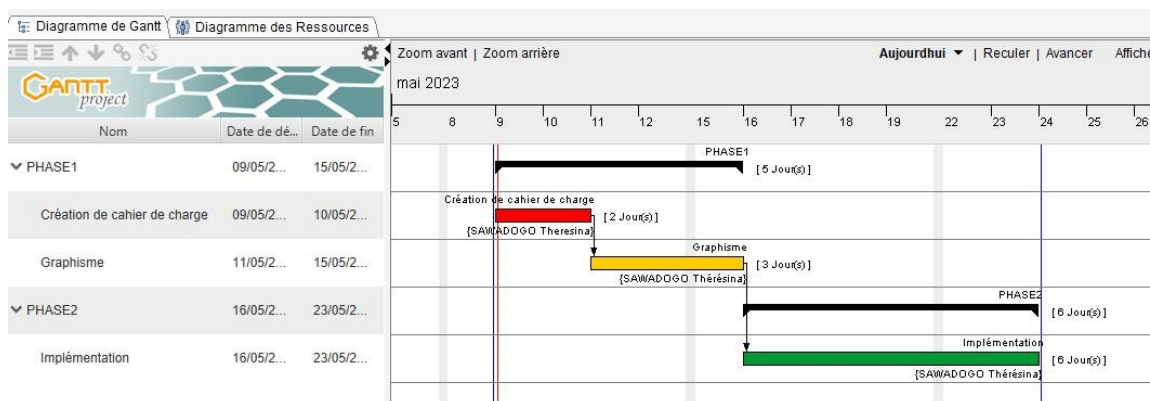 Diagramme de Gantt Diagramme des Ressources
Zoom avant | Zoom arrière Aujourd'hui | Reculer | Avancer Affiche
GANTT project
mai 2023
Nom Date de dé... Date de fin
5 8 9 10 11 12 15 16 17 18 19 22 23 24 25 26
PHASE1 09/05/2... 15/05/2...
PHASE1
[5 Jour(s)]
Création de cahier de charge 09/05/2... 10/05/2...
Création de cahier de charge
[2 Jour(s)]
{SAWADOGO Theresina}
Graphisme 11/05/2... 15/05/2...
Graphisme
[3 Jour(s)]
{SAWADOGO Thérésina}
PHASE2 16/05/2... 23/05/2...
PHASE2
[6 Jour(s)]
Implémentation 16/05/2... 23/05/2...
Implémentation
[6 Jour(s)]
{SAWADOGO Thérésina}